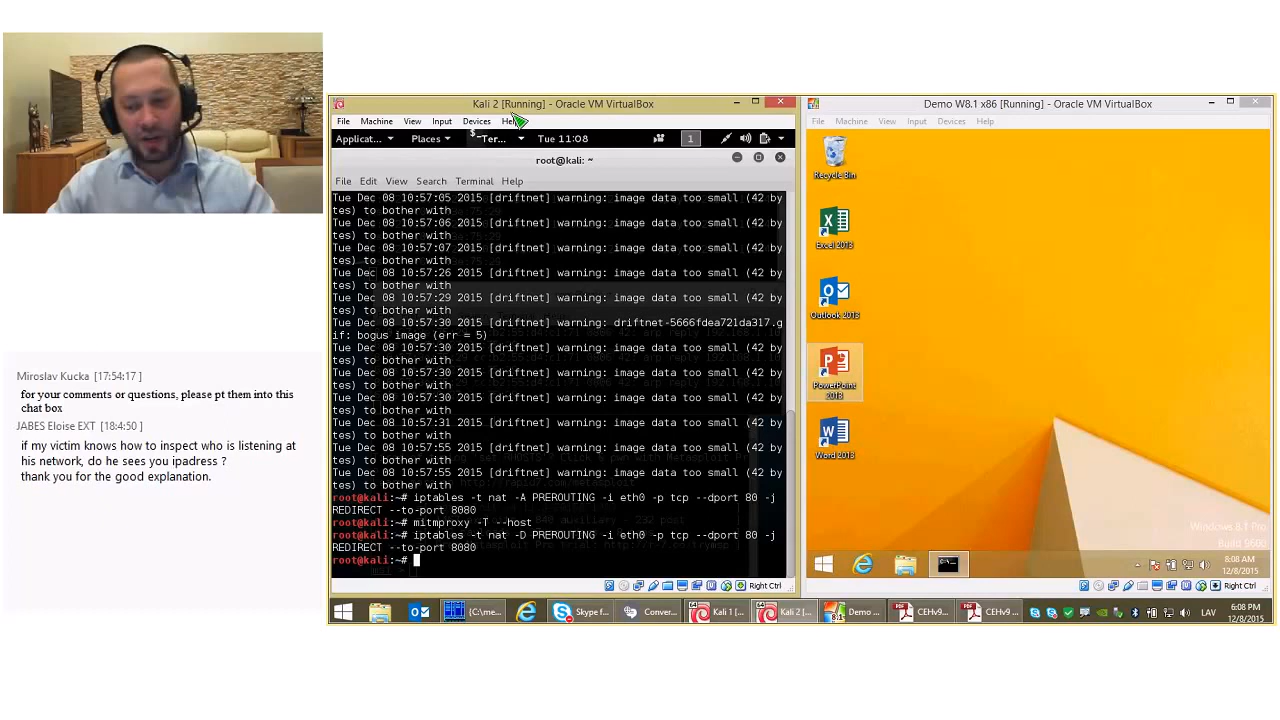 Miroslav Kucka [17:54:17 ]
for your comments or questions, please pt them into this
chat box
JABES Eloise EXT [18:4:50 ]
if my victim knows how to inspect who is listening at
his network, do he sees you ipadress ?
thank you for the good explanation.
Kali 2 [Running] - Oracle VM VirtualBox
File Machine View Input Devices Help
Applicat... Places Ter... Tue 11:08 1
root@kali: ~
File Edit View Search Terminal Help
Tue Dec 08 10:57:05 2015 [driftnet] warning: image data too small (42 by
tes) to bother with
Tue Dec 08 10:57:06 2015 [driftnet] warning: image data too small (42 by
tes) to bother with
Tue Dec 08 10:57:07 2015 [driftnet] warning: image data too small (42 by
tes) to bother with
Tue Dec 08 10:57:26 2015 [driftnet] warning: image data too small (42 by
tes) to bother with
Tue Dec 08 10:57:29 2015 [driftnet] warning: image data too small (42 by
tes) to bother with
Tue Dec 08 10:57:30 2015 [driftnet] warning: driftnet-5666fdea721da317.g
if: bogus image (err = 5)
Tue Dec 08 10:57:30 2015 [driftnet] warning: image data too small (42 by
tes) to bother with
Tue Dec 08 10:57:30 2015 [driftnet] warning: image data too small (42 by
tes) to bother with
Tue Dec 08 10:57:30 2015 [driftnet] warning: image data too small (42 by
tes) to bother with
Tue Dec 08 10:57:31 2015 [driftnet] warning: image data too small (42 by
tes) to bother with
Tue Dec 08 10:57:55 2015 [driftnet] warning: image data too small (42 by
tes) to bother with
Tue Dec 08 10:57:55 2015 [driftnet] warning: image data too small (42 by
tes) to bother with
root@kali:~# iptables -t nat -A PREROUTING -i eth0 -p tcp --dport 80 -j
REDIRECT --to-port 8080
root@kali:~# mitmproxy -T --host
root@kali:~# iptables -t nat -D PREROUTING -i eth0 -p tcp --dport 80 -j
REDIRECT --to-port 8080
root@kali:~#
Right Ctrl
Demo W8.1 x86 [Running] - Oracle VM VirtualBox
File Machine View Input Devices Help
Recycle Bin
Excel 2013
Outlook 2013
PowerPoint
2013
Word 2013
Windows 8.1 Pro
Build 9600
8:08 AM
12/8/2015
Right Ctrl
{C:\me... Skype f... Conver... Kali 1 [... Kali 2 [... Demo ... CEHv9... CEHv9... LAV 6:08 PM
12/8/2015